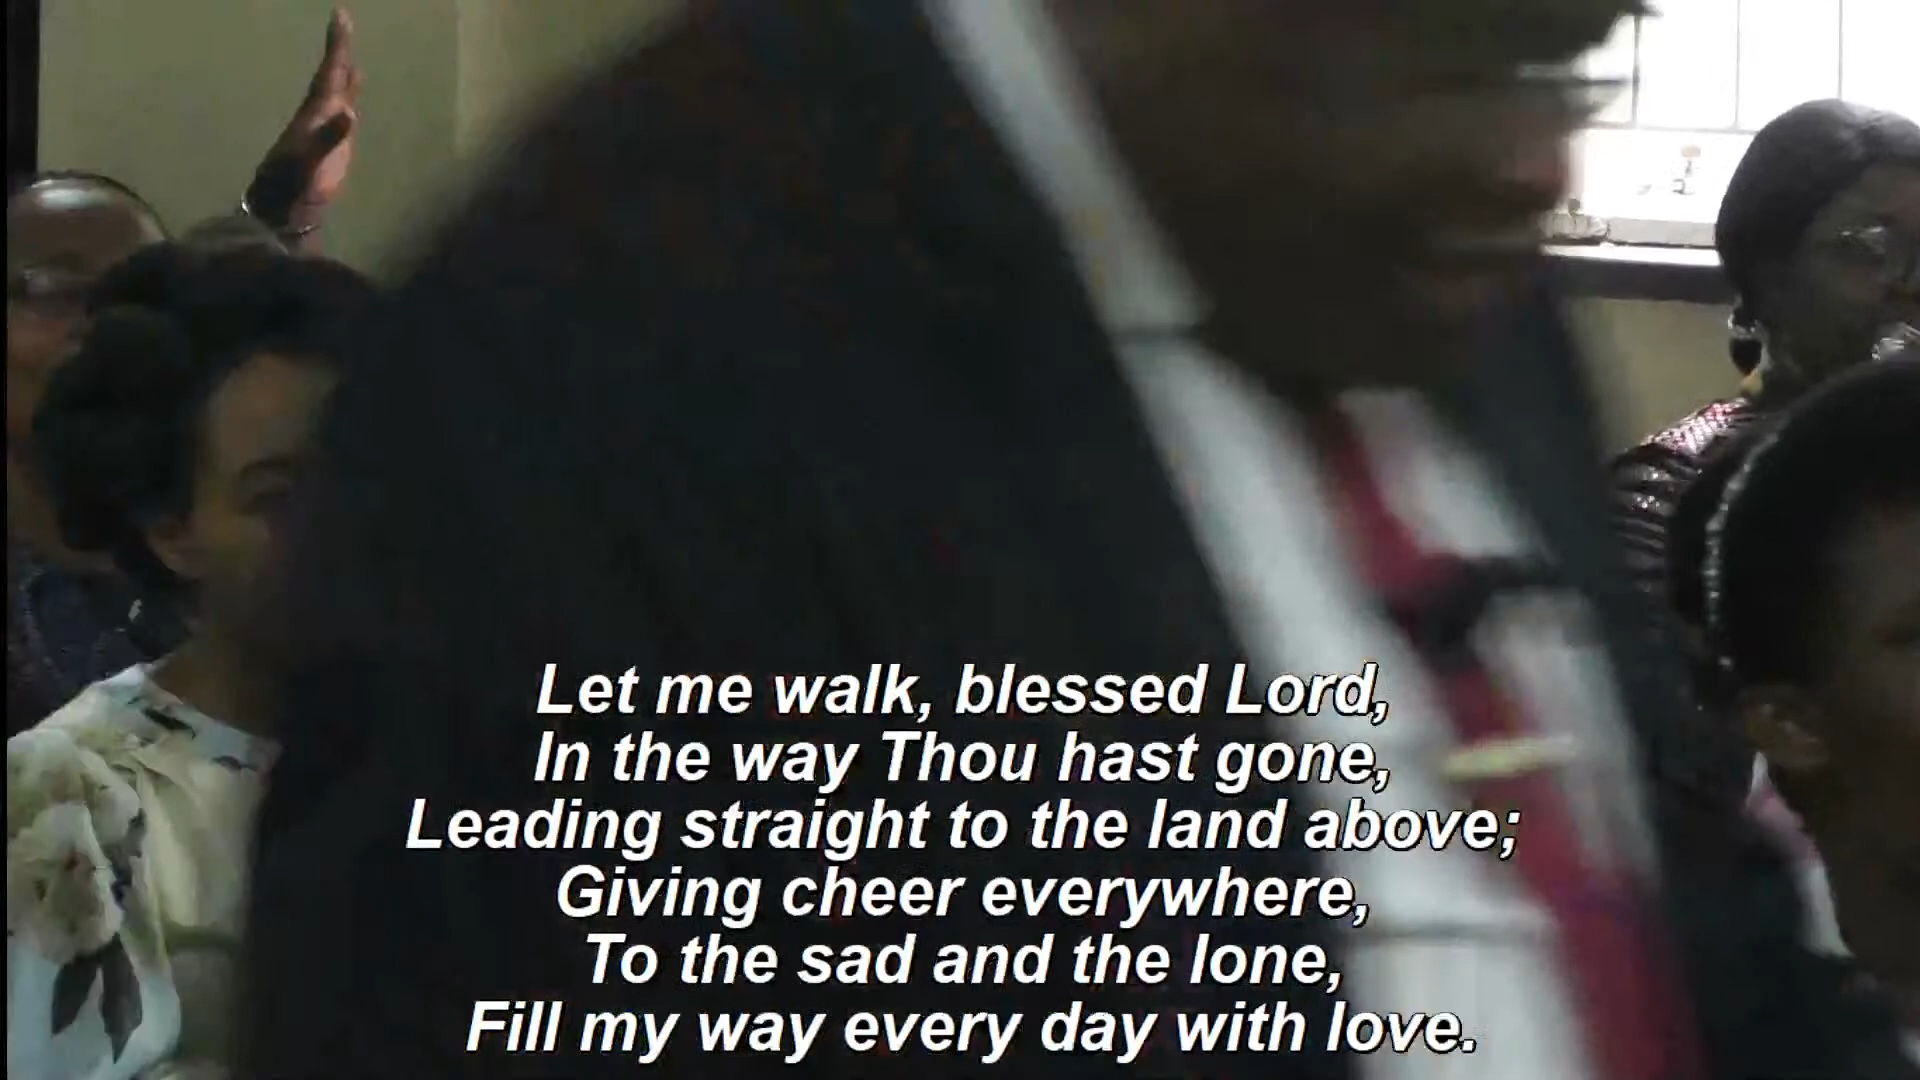 Let me walk, blessed Lord,
In the way Thou hast gone,
Leading straight to the land above;
Giving cheer everywhere,
To the sad and the lone,
Fill my way every day with love.